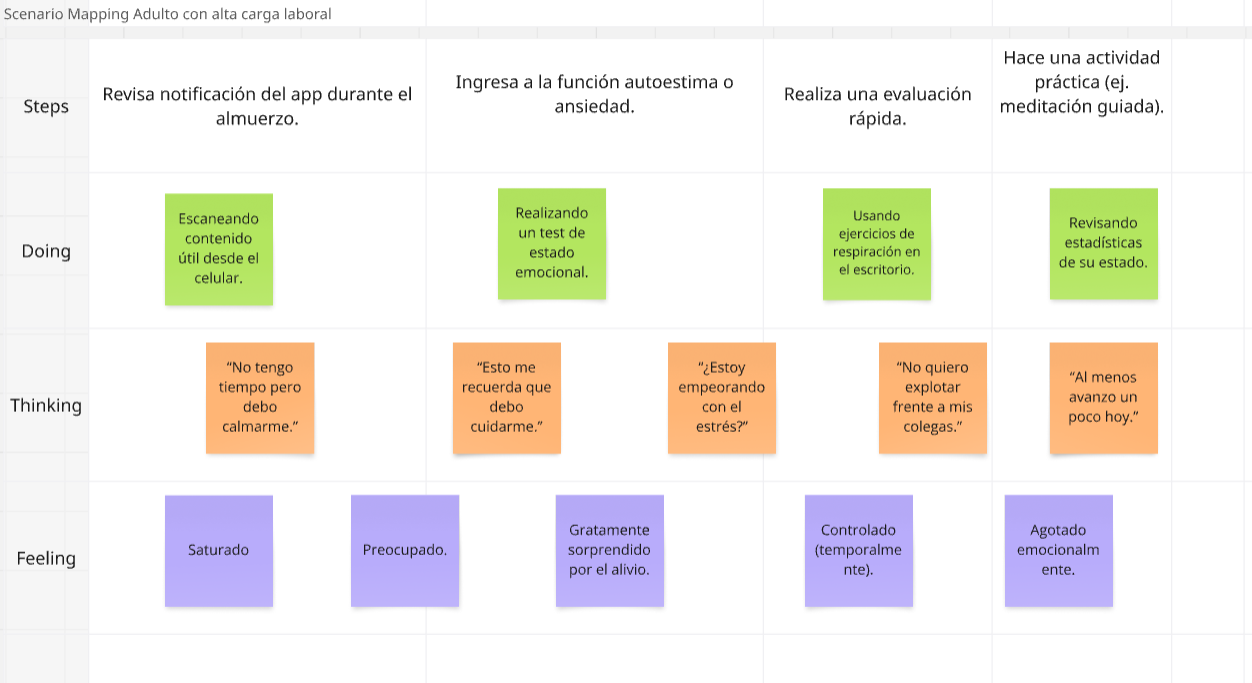 Scenario Mapping Adulto con alta carga laboral
Steps
Revisa notificación del app durante el
almuerzo.
Ingresa a la función autoestima o
ansiedad.
Realiza una evaluación
rápida.
Hace una actividad
práctica (ej.
meditación guiada).
Doing
Escaneando
contenido
útil desde el
celular.
Realizando
un test de
estado
emocional.
Usando
ejercicios de
respiración en
el escritorio.
Revisando
estadísticas
de su estado.
Thinking
“No tengo
tiempo pero
debo
calmarme.”
“Esto me
recuerda que
debo
cuidarme.”
“¿Estoy
empeorando
con el
estrés?”
“No quiero
explotar
frente a mis
colegas.”
“Al menos
avanzo un
poco hoy.”
Feeling
Saturado
Preocupado.
Gratamente
sorprendido
por el alivio.
Controlado
(temporalme
nte).
Agotado
emocionalm
ente.